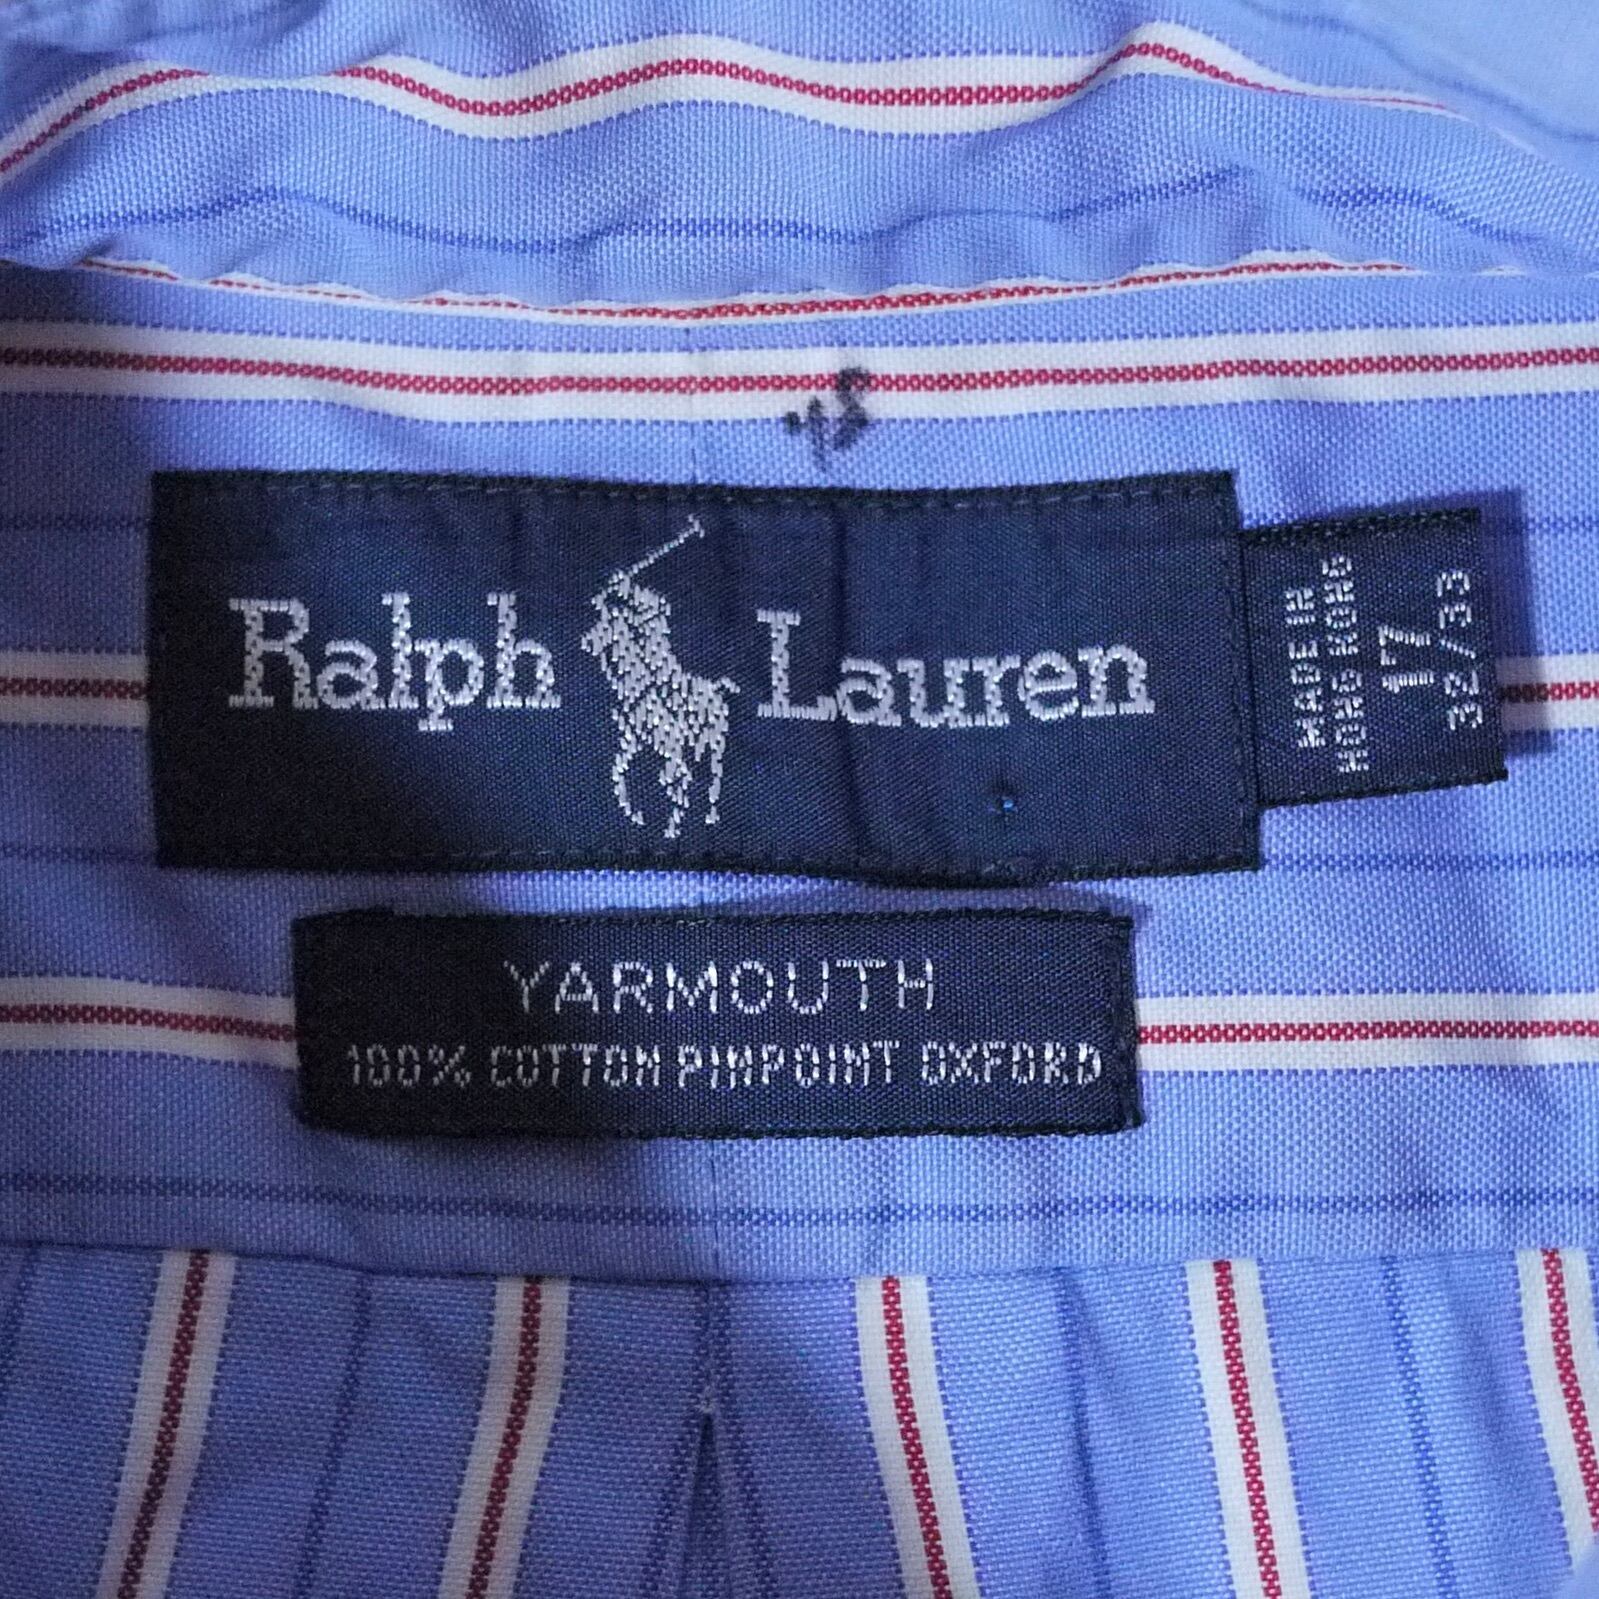 Ralph Lauren
MADE IN
HONG KONG
17
32/33
YARMOUTH
100% COTTON PINPOINT OXFORD